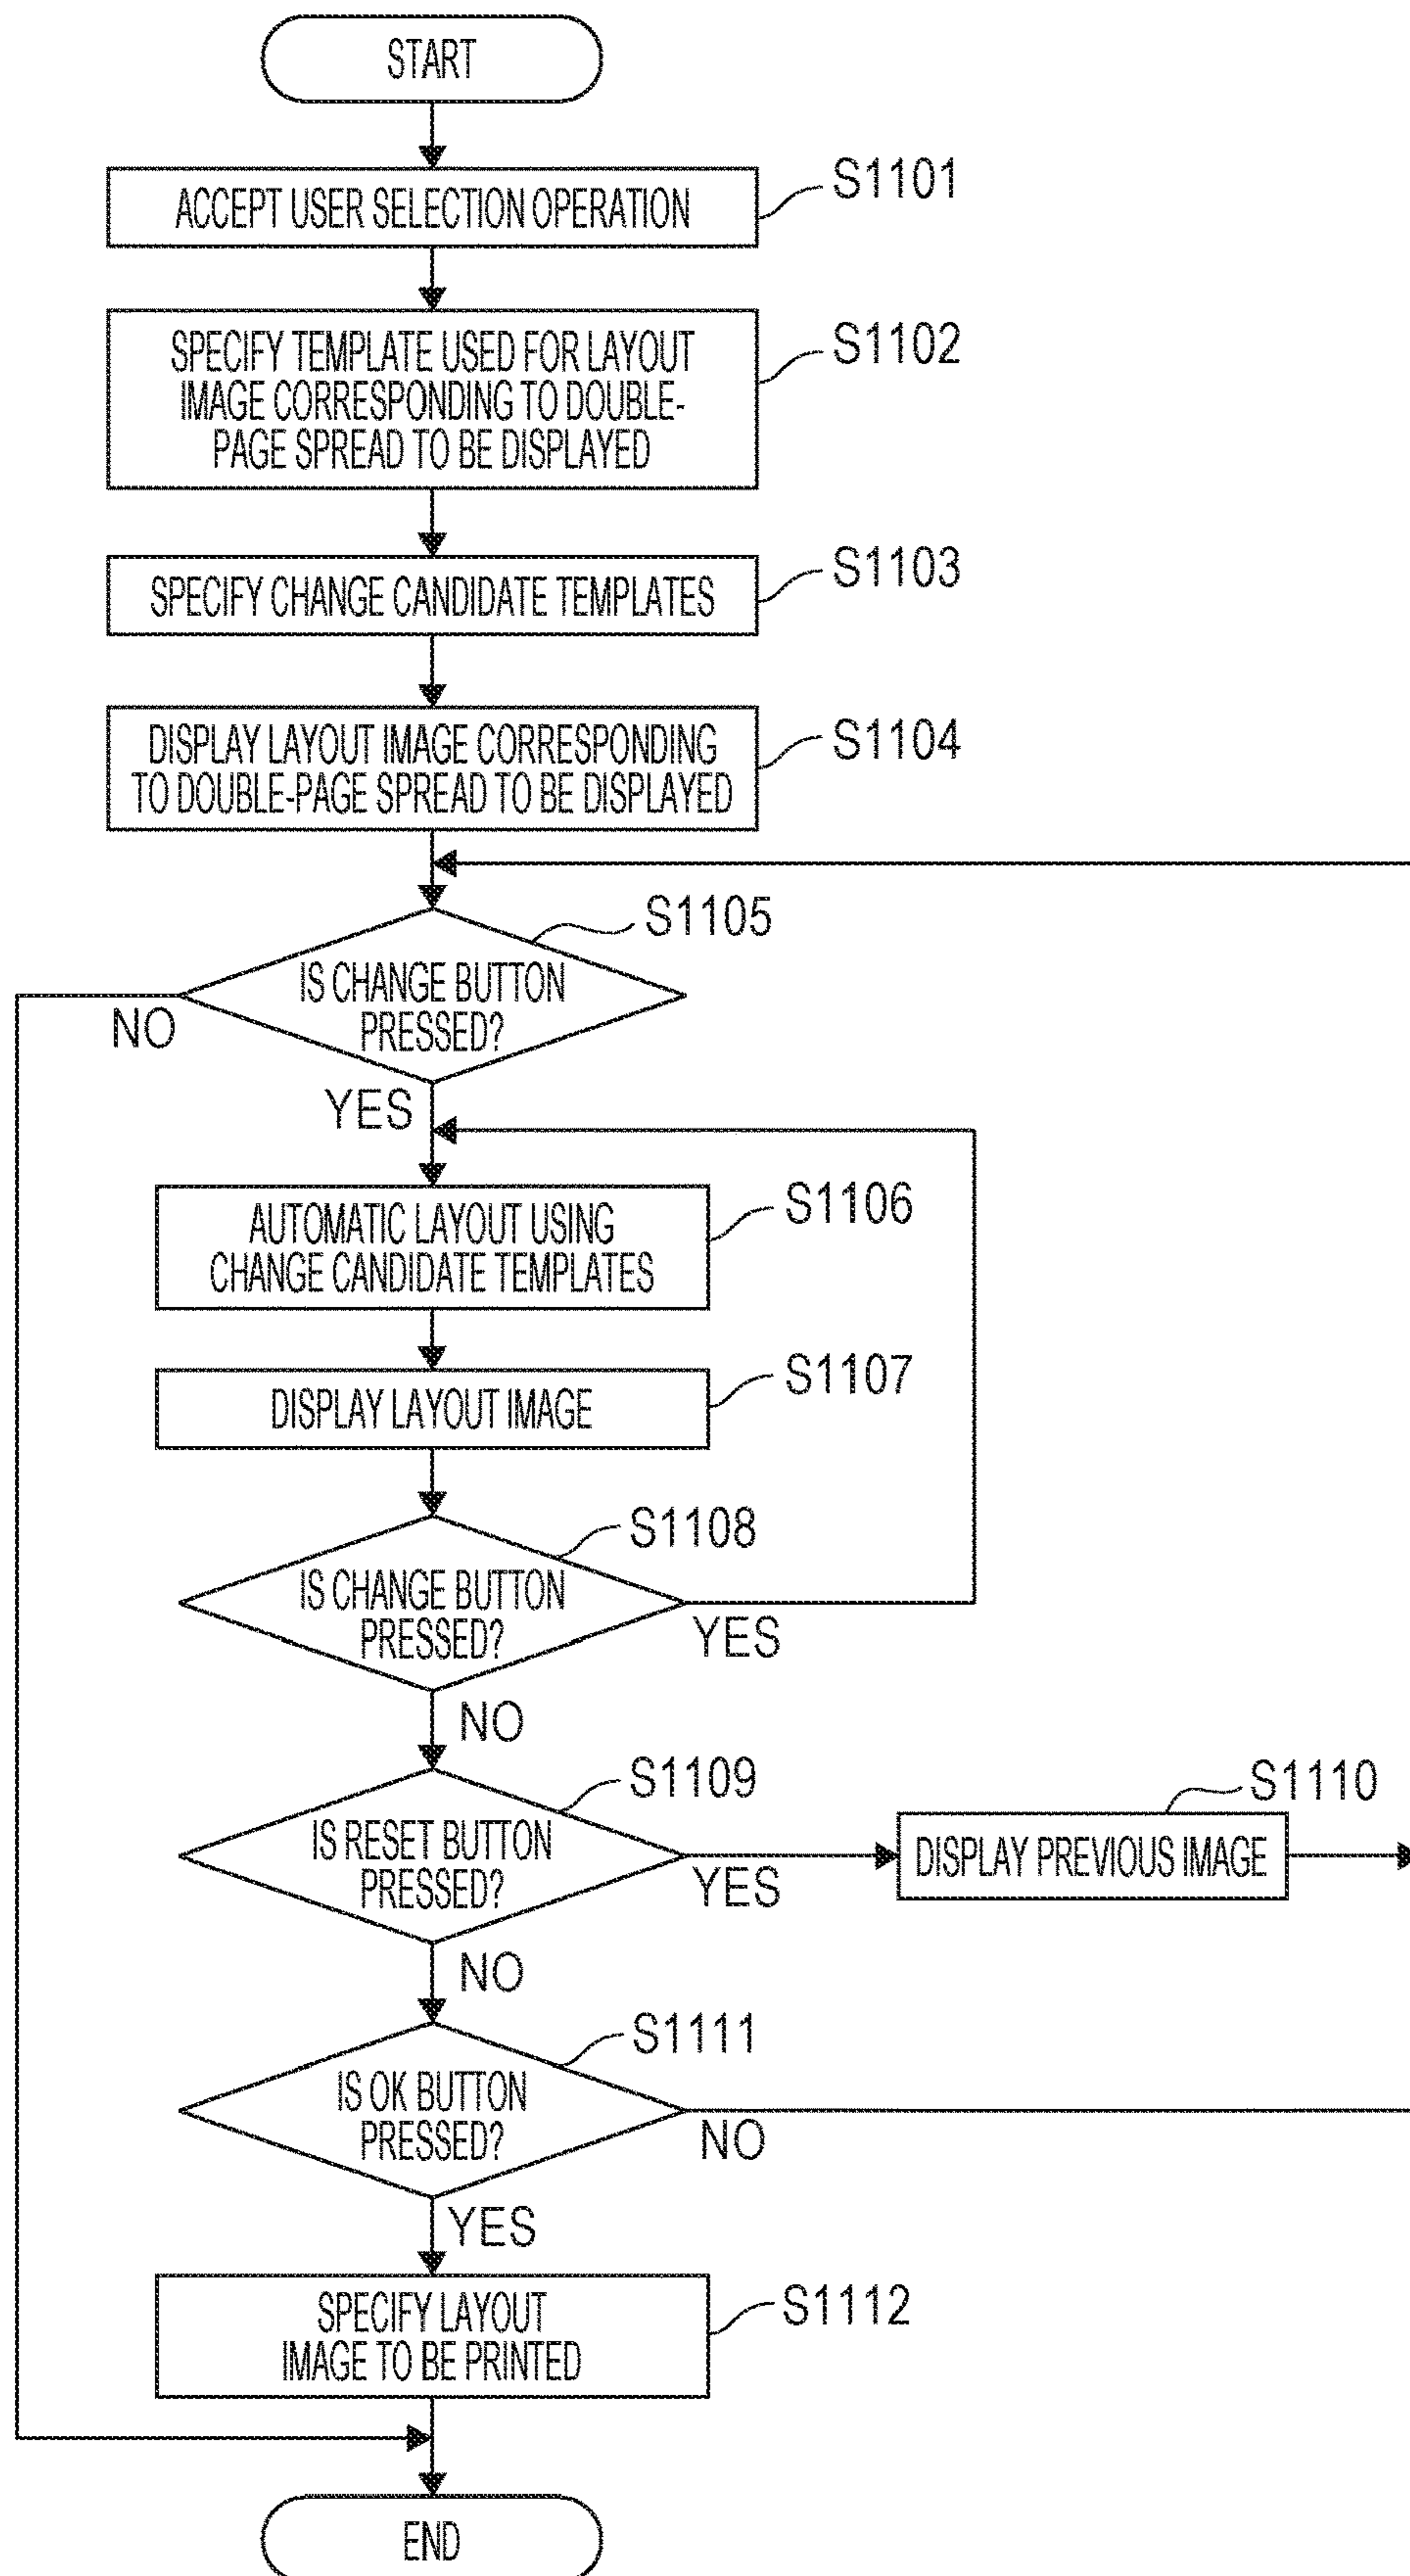 START
ACCEPT USER SELECTION OPERATION
S1101
SPECIFY TEMPLATE USED FOR LAYOUT
IMAGE CORRESPONDING TO DOUBLE-
PAGE SPREAD TO BE DISPLAYED
S1102
SPECIFY CHANGE CANDIDATE TEMPLATES
S1103
DISPLAY LAYOUT IMAGE CORRESPONDING
TO DOUBLE-PAGE SPREAD TO BE DISPLAYED
S1104
S1105
IS CHANGE BUTTON
PRESSED?
NO
YES
AUTOMATIC LAYOUT USING
CHANGE CANDIDATE TEMPLATES
S1106
DISPLAY LAYOUT IMAGE
S1107
S1108
IS CHANGE BUTTON
PRESSED?
YES
NO
S1109
IS RESET BUTTON
PRESSED?
YES
S1110
DISPLAY PREVIOUS IMAGE
NO
S1111
IS OK BUTTON
PRESSED?
NO
YES
SPECIFY LAYOUT
IMAGE TO BE PRINTED
S1112
END